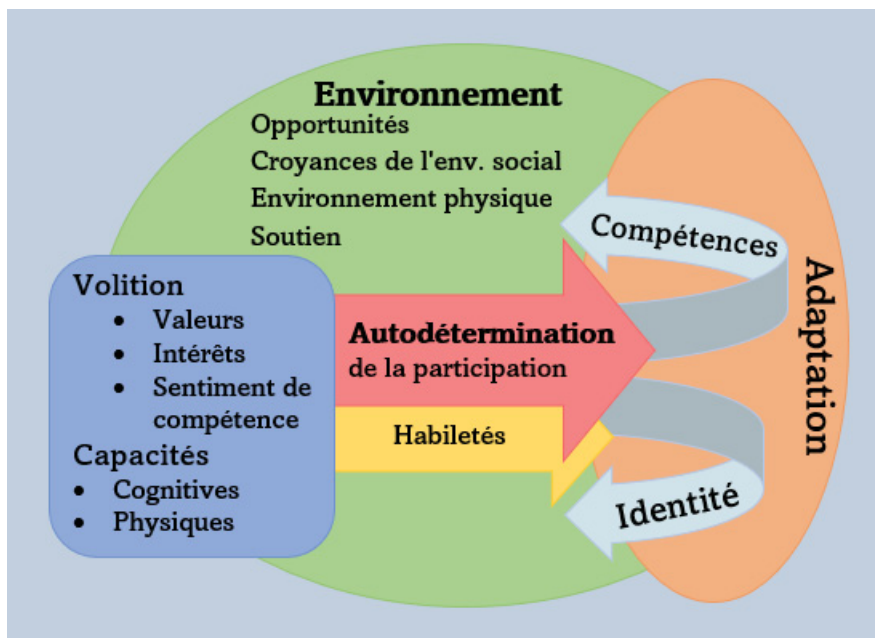 Environnement
Opportunités
Croyances de l'env. social
Environnement physique
Soutien
Volition
• Valeurs
• Intérêts
• Sentiment de
compétence
Capacités
• Cognitives
• Physiques
Autodétermination
de la participation
Habiletés
Compétences
Identité
Adaptation